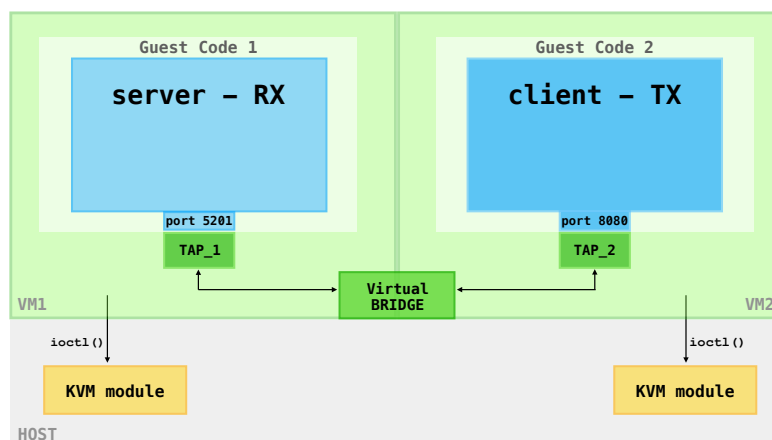 Guest Code 1
Guest Code 2
server – RX
client – TX
port 5201
port 8080
TAP_1
TAP_2
Virtual
BRIDGE
VM1
VM2
ioctl()
ioctl()
KVM module
KVM module
HOST